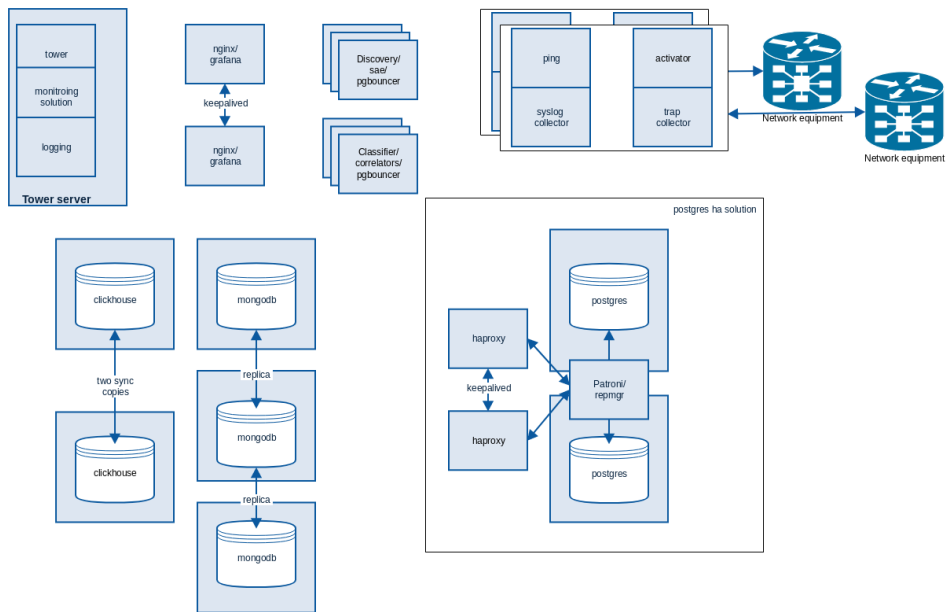 tower
monitroing
solution
logging
Tower server
nginx/
grafana
keepalived
nginx/
grafana
Discovery/
sae/
pgbouncer
Classifier/
correlators/
pgbouncer
ping
activator
syslog
collector
trap
collector
Network equipment
Network equipment
clickhouse
two sync
copies
clickhouse
mongodb
replica
mongodb
replica
mongodb
postgres ha solution
haproxy
keepalived
haproxy
postgres
Patroni/
repmgr
postgres